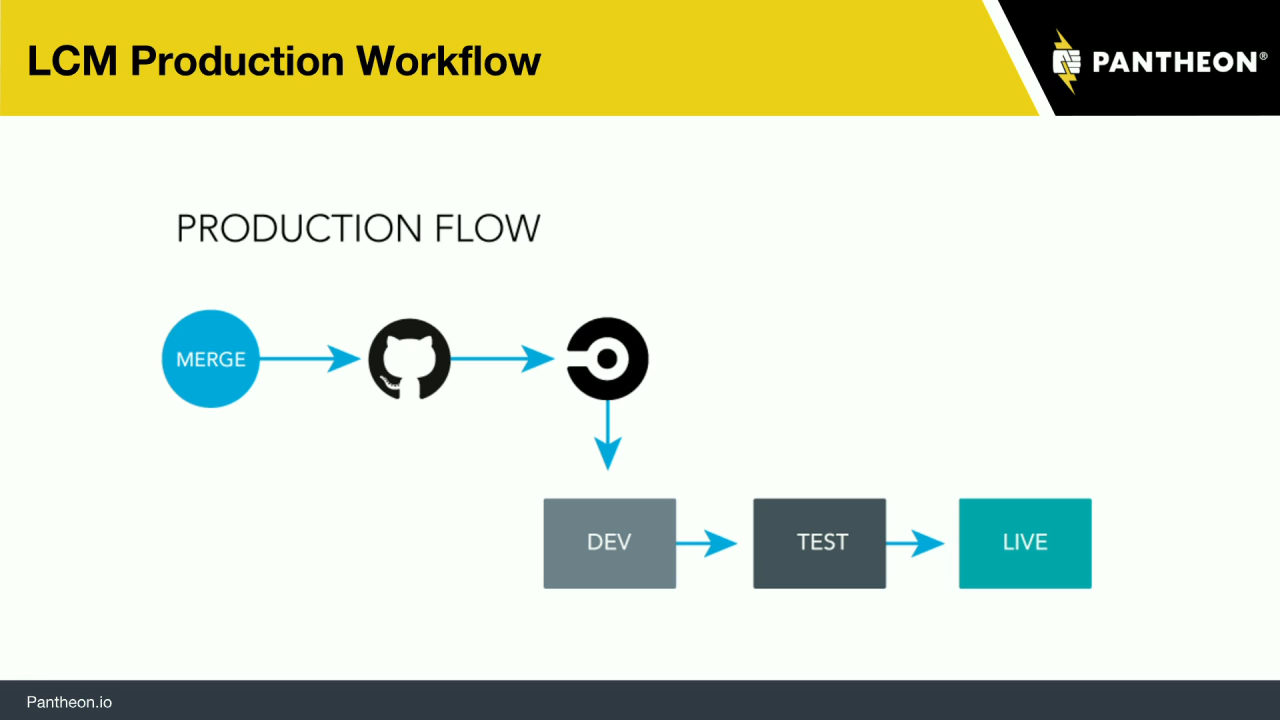 LCM Production Workflow
PANTHEON®
PRODUCTION FLOW
MERGE
DEV
TEST
LIVE
Pantheon.io